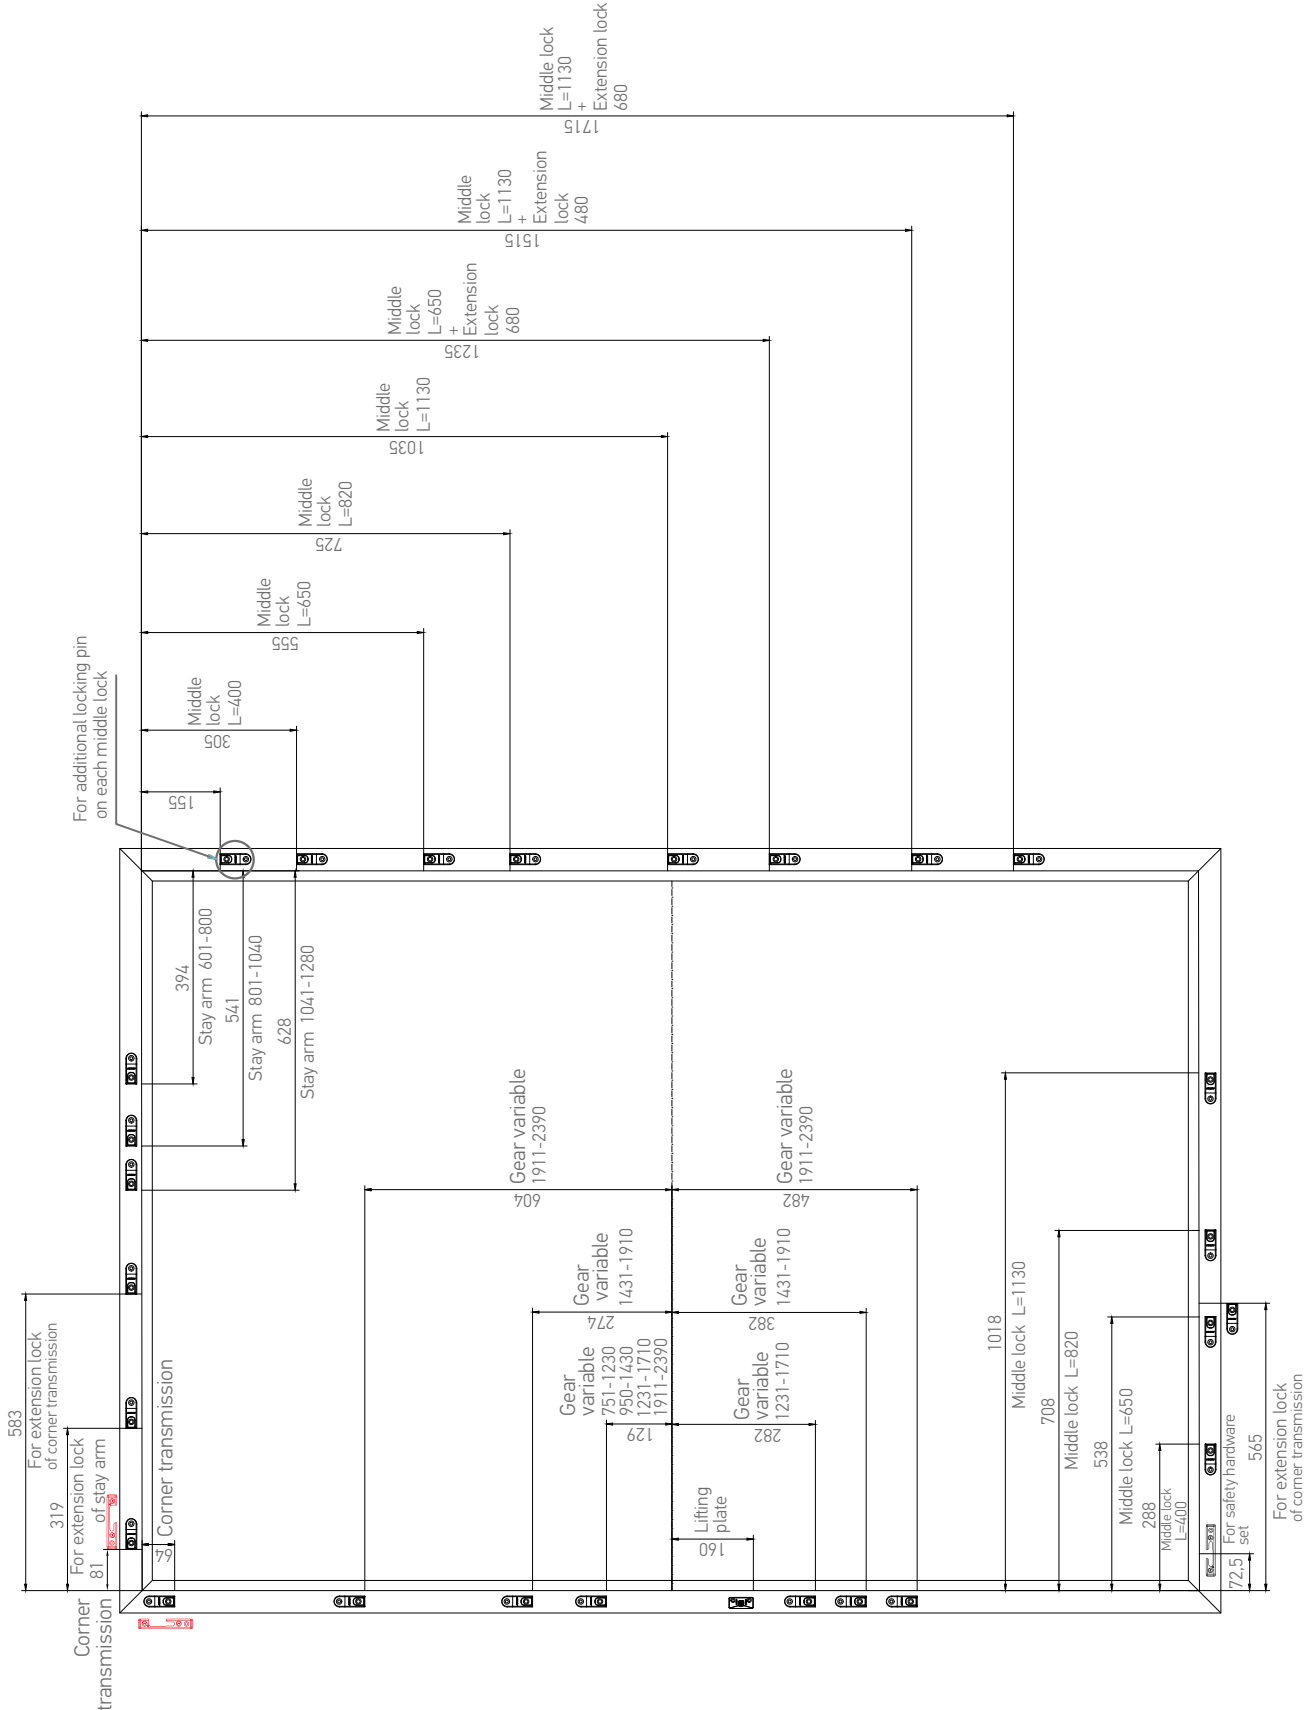 Middle lock
L=1130
+
Extension lock
680
1715
Middle
lock
L=1130
+
Extension
lock
480
1515
Middle
lock
L=650
+
Extension
lock
680
1235
Middle
lock
L=1130
1035
Middle
lock
L=820
725
Middle
lock
L=650
555
Middle
lock
L=400
305
For additional locking pin
on each middle lock
155
394
Stay arm 601-800
541
Stay arm 801-1040
628
Stay arm 1041-1280
Gear variable
1911-2390
604
Gear variable
1911-2390
482
Gear
variable
1431-1910
274
Gear
variable
1431-1910
382
Gear
variable
751-1230
950-1430
1231-1710
1911-2390
129
Gear
variable
1231-1710
282
Lifting
plate
160
583
For extension lock
of corner transmission
319
For extension lock
of stay arm
81
Corner
transmission
Corner transmission
64
1018
Middle lock L=1130
708
Middle lock L=820
538
Middle lock L=650
288
Middle lock
L=400
72,5
For safety hardware
set
565
For extension lock
of corner transmission